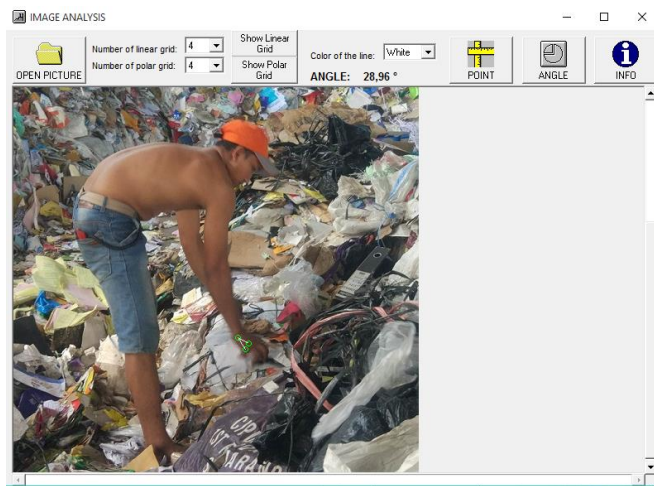 IMAGE ANALYSIS
OPEN PICTURE
Number of linear grid: 4
Number of polar grid: 4
Show Linear
Grid
Show Polar
Grid
Color of the line: White
ANGLE: 28,96 °
POINT
ANGLE
INFO